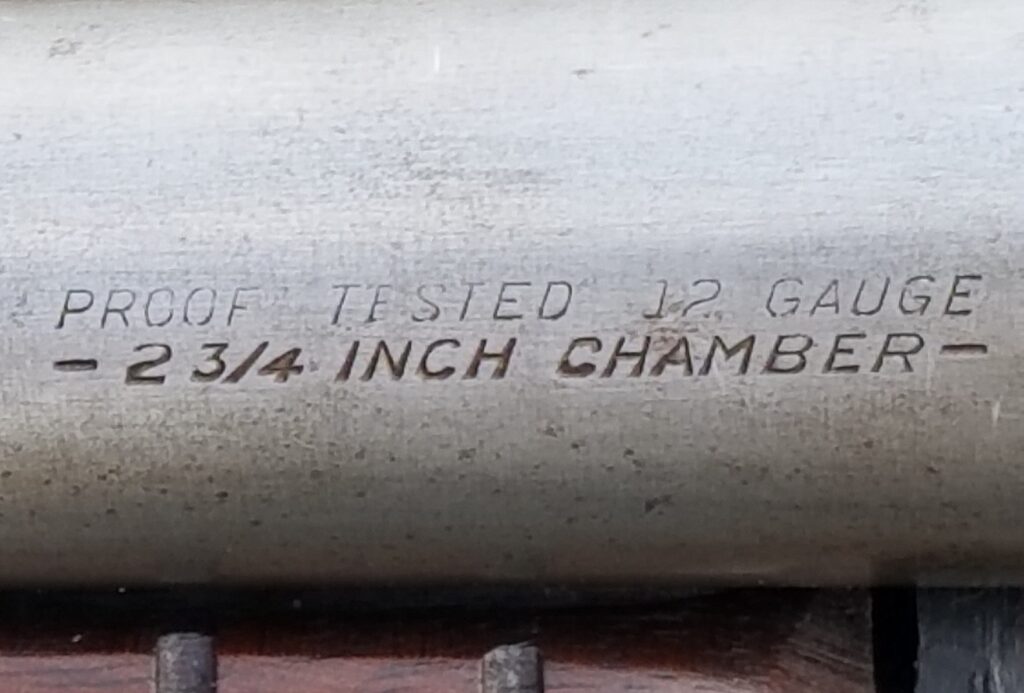 PROOF TESTED 12 GAUGE
- 2 3/4 INCH CHAMBER -